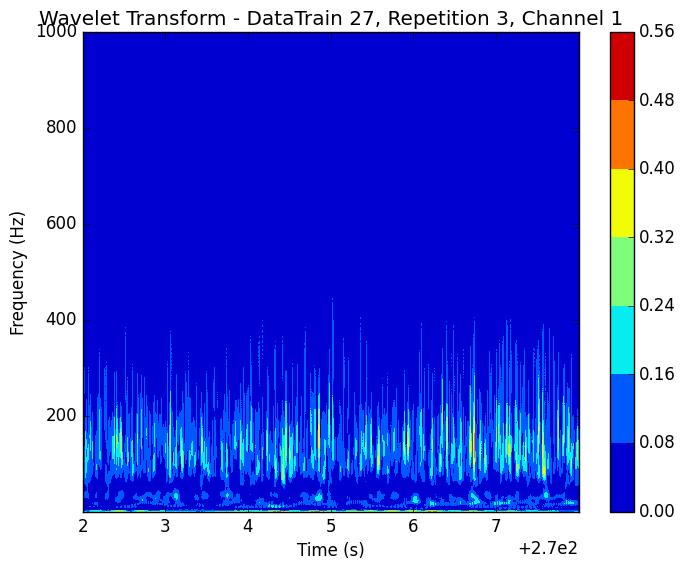 Wavelet Transform - DataTrain 27, Repetition 3, Channel 1
1000
800
600
400
200
Frequency (Hz)
2 3 4 5 6 7
Time (s)
+2.7e2
0.56
0.48
0.40
0.32
0.24
0.16
0.08
0.00